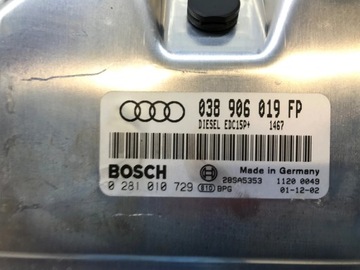 038 906 019 FP
DIESEL EDC15P+ 1467
BOSCH
Made in Germany
0 281 010 729 810 BPG
28SA5353
1120 0049
01-12-02